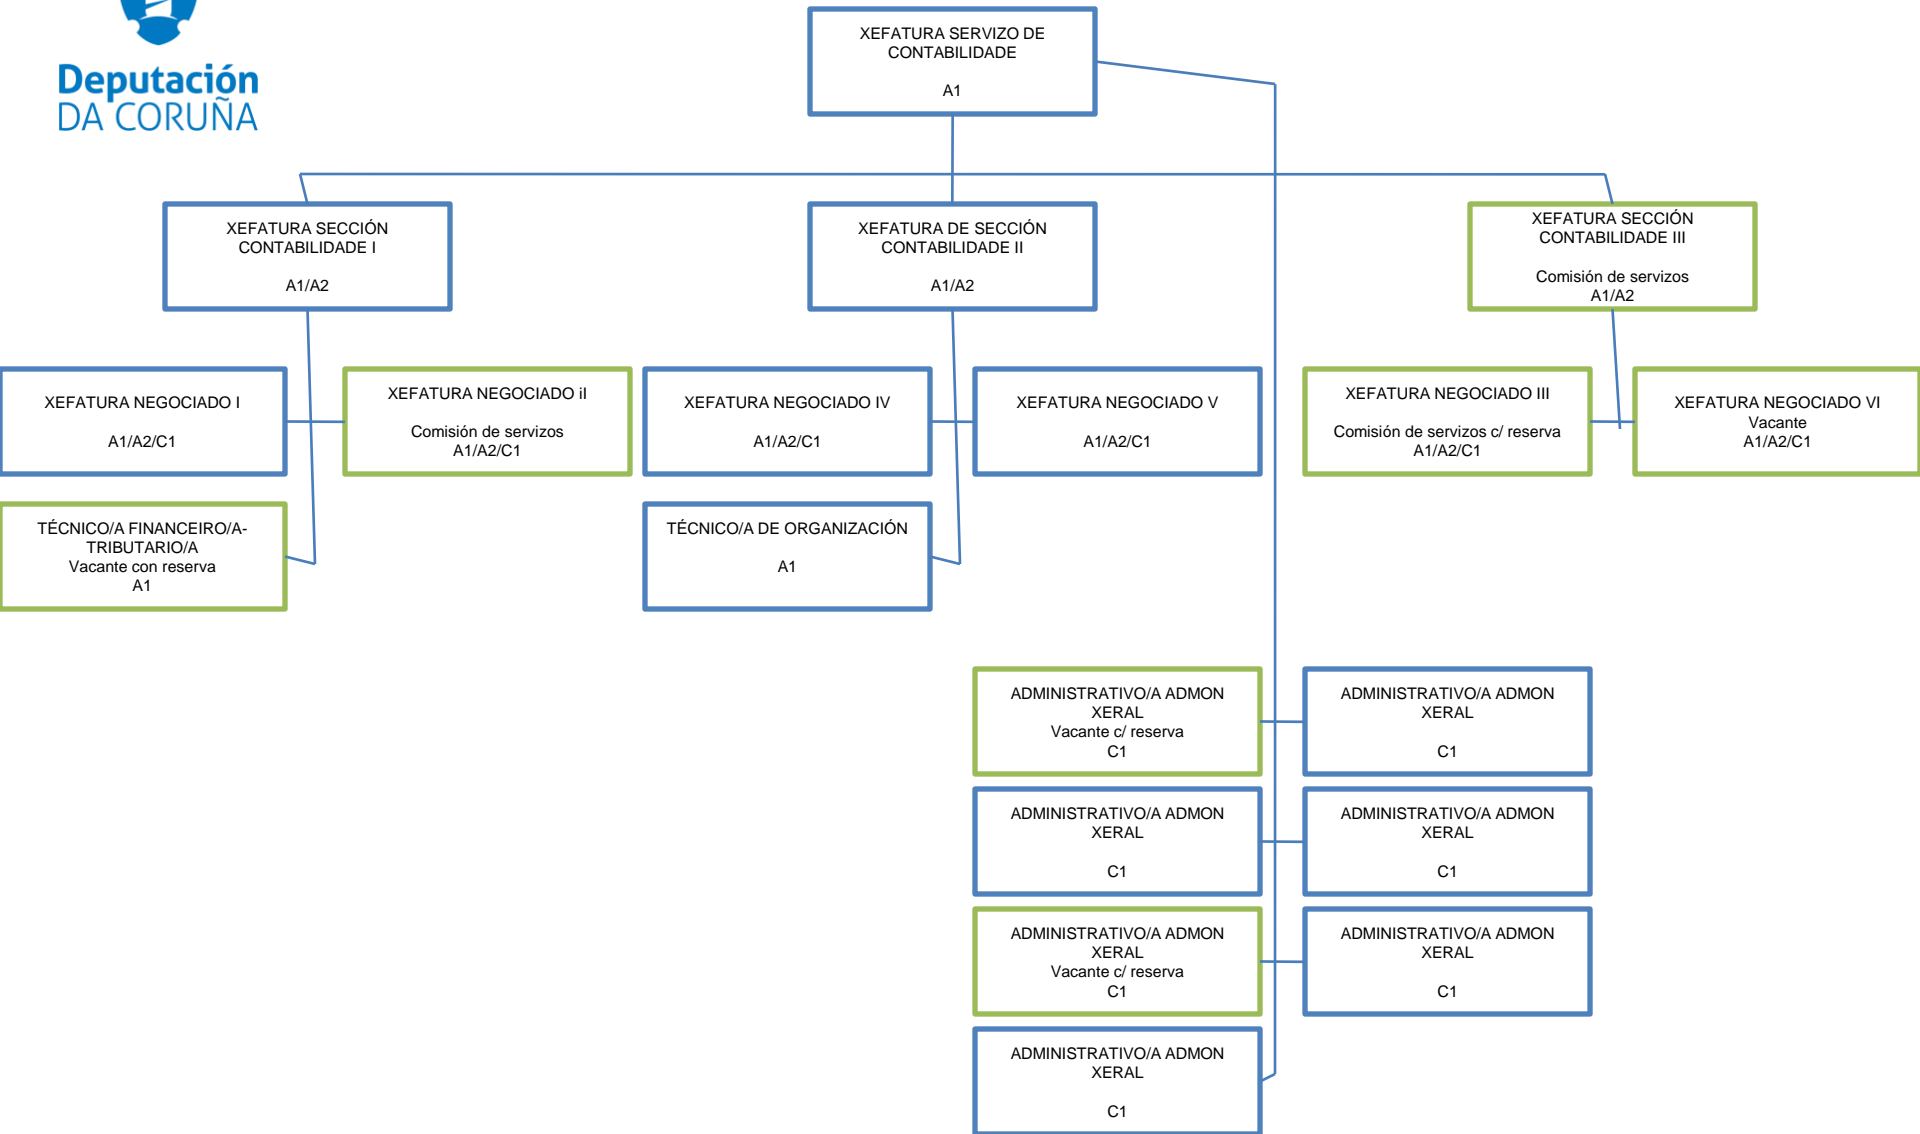 Deputación
DA CORUÑA
XEFATURA SERVIZO DE
CONTABILIDADE
A1
XEFATURA SECCIÓN
CONTABILIDADE I
A1/A2
XEFATURA DE SECCIÓN
CONTABILIDADE II
A1/A2
XEFATURA SECCIÓN
CONTABILIDADE III
Comisión de servizos
A1/A2
XEFATURA NEGOCIADO I
A1/A2/C1
XEFATURA NEGOCIADO iI
Comisión de servizos
A1/A2/C1
XEFATURA NEGOCIADO IV
A1/A2/C1
XEFATURA NEGOCIADO V
A1/A2/C1
XEFATURA NEGOCIADO III
Comisión de servizos c/ reserva
A1/A2/C1
XEFATURA NEGOCIADO VI
Vacante
A1/A2/C1
TÉCNICO/A FINANCEIRO/A-
TRIBUTARIO/A
Vacante con reserva
A1
TÉCNICO/A DE ORGANIZACIÓN
A1
ADMINISTRATIVO/A ADMON
XERAL
Vacante c/ reserva
C1
ADMINISTRATIVO/A ADMON
XERAL
C1
ADMINISTRATIVO/A ADMON
XERAL
C1
ADMINISTRATIVO/A ADMON
XERAL
C1
ADMINISTRATIVO/A ADMON
XERAL
Vacante c/ reserva
C1
ADMINISTRATIVO/A ADMON
XERAL
C1
ADMINISTRATIVO/A ADMON
XERAL
C1